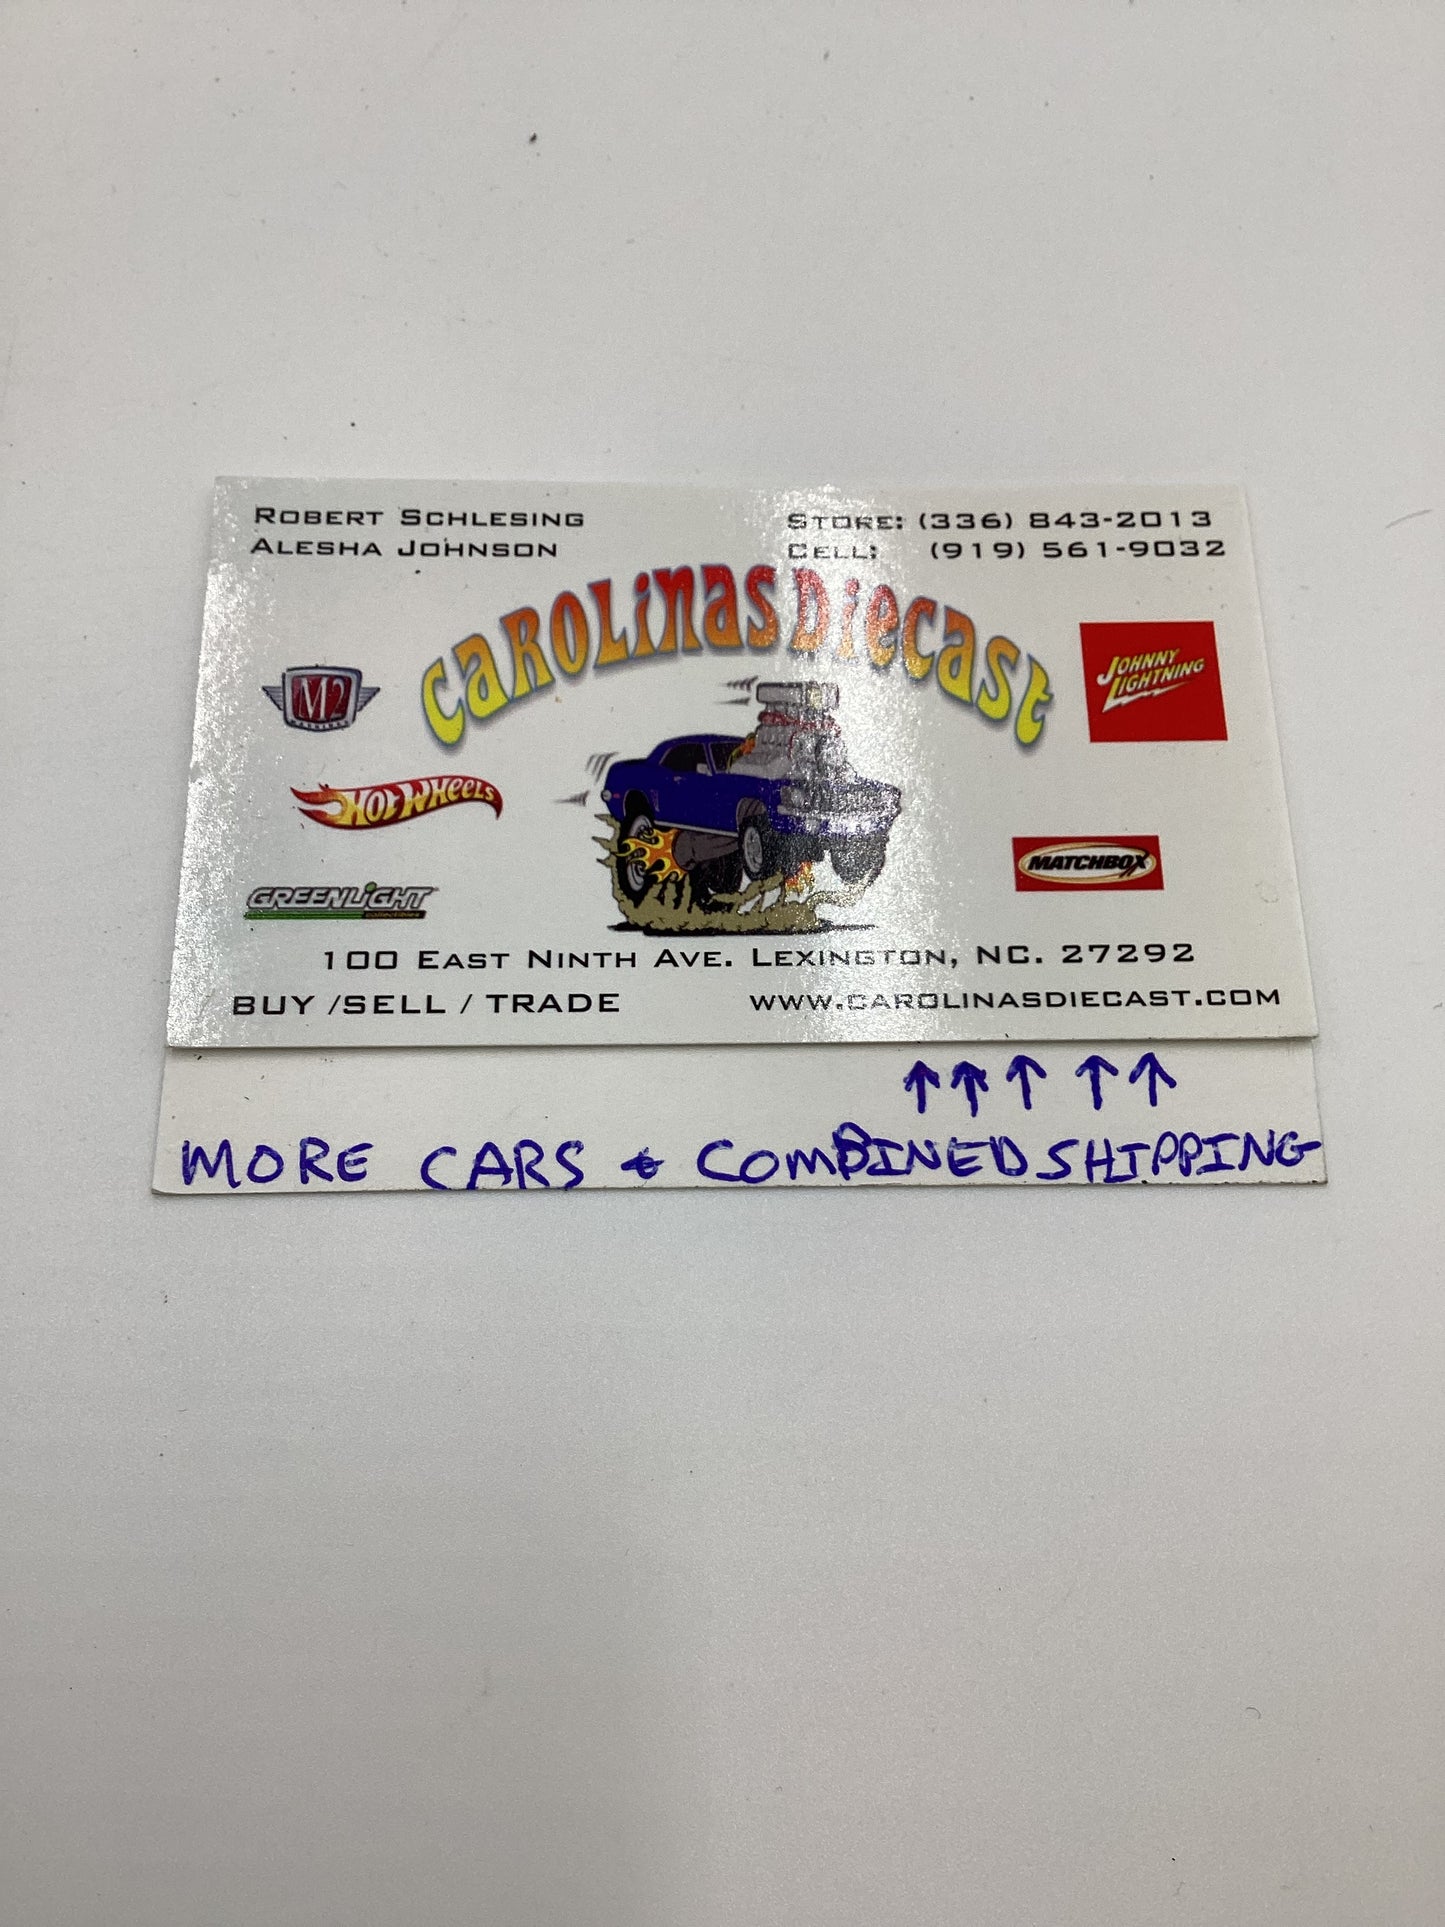 ROBERT SCHLESING
ALESHA JOHNSON
STORE: (336) 843-2013
CELL: (919) 561-9032
CAROLINAS DIECAST
M2
MACHINES
JOHNNY
LIGHTNING
HOT WHEELS
MATCHBOX
GREENLIGHT
collectibles
100 EAST NINTH AVE. LEXINGTON, NC. 27292
BUY /SELL / TRADE
WWW.CAROLINASDIECAST.COM
↑ ↑ ↑ ↑ ↑
MORE CARS & COMBINED SHIPPING